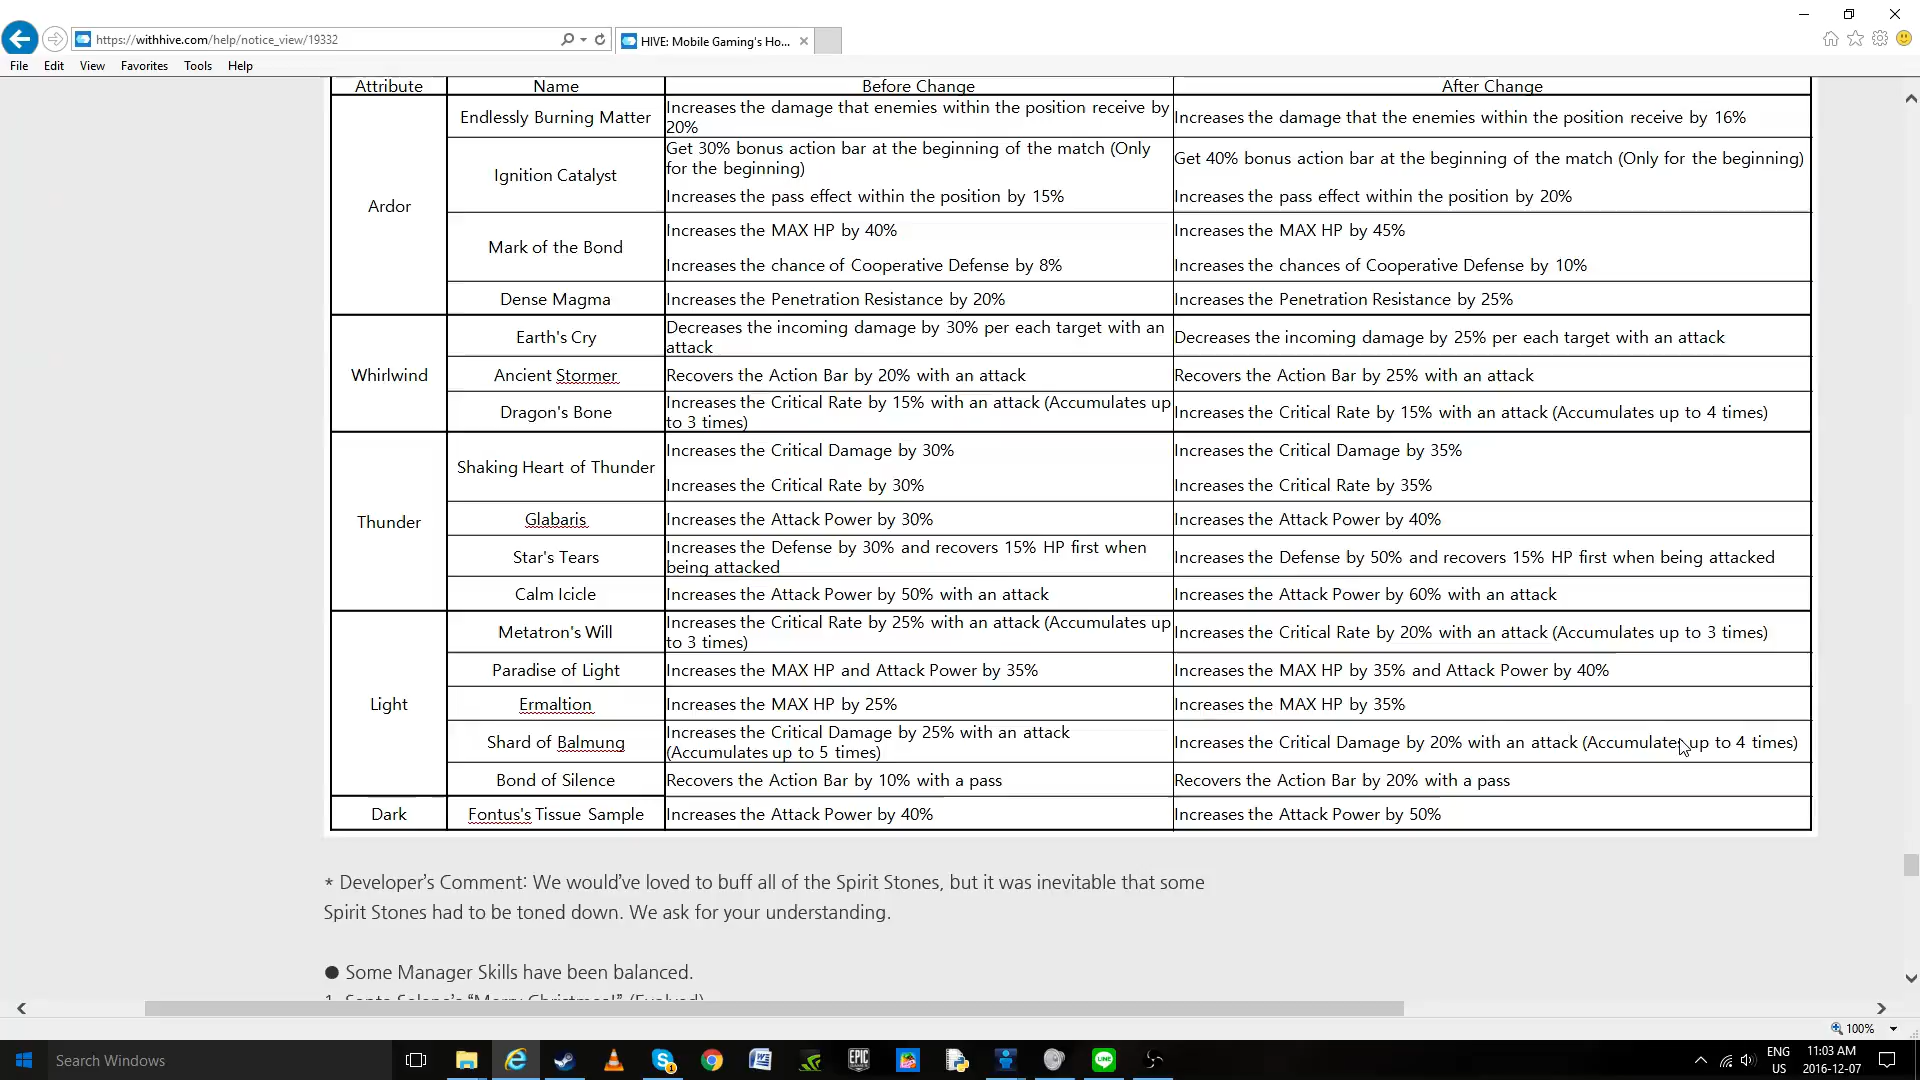 https://withhive.com/help/notice_view/19332
HIVE: Mobile Gaming's Ho...
File Edit View Favorites Tools Help
Attribute Name Before Change After Change
Ardor
Endlessly Burning Matter
Increases the damage that enemies within the position receive by
20%
Increases the damage that the enemies within the position receive by 16%
Ignition Catalyst
Get 30% bonus action bar at the beginning of the match (Only
for the beginning)
Increases the pass effect within the position by 15%
Get 40% bonus action bar at the beginning of the match (Only for the beginning)
Increases the pass effect within the position by 20%
Mark of the Bond
Increases the MAX HP by 40%
Increases the chance of Cooperative Defense by 8%
Increases the MAX HP by 45%
Increases the chances of Cooperative Defense by 10%
Dense Magma
Increases the Penetration Resistance by 20%
Increases the Penetration Resistance by 25%
Whirlwind
Earth's Cry
Decreases the incoming damage by 30% per each target with an
attack
Decreases the incoming damage by 25% per each target with an attack
Ancient Stormer
Recovers the Action Bar by 20% with an attack
Recovers the Action Bar by 25% with an attack
Dragon's Bone
Increases the Critical Rate by 15% with an attack (Accumulates up
to 3 times)
Increases the Critical Rate by 15% with an attack (Accumulates up to 4 times)
Thunder
Shaking Heart of Thunder
Increases the Critical Damage by 30%
Increases the Critical Rate by 30%
Increases the Critical Damage by 35%
Increases the Critical Rate by 35%
Glabaris
Increases the Attack Power by 30%
Increases the Attack Power by 40%
Star's Tears
Increases the Defense by 30% and recovers 15% HP first when
being attacked
Increases the Defense by 50% and recovers 15% HP first when being attacked
Calm Icicle
Increases the Attack Power by 50% with an attack
Increases the Attack Power by 60% with an attack
Light
Metatron's Will
Increases the Critical Rate by 25% with an attack (Accumulates up
to 3 times)
Increases the Critical Rate by 20% with an attack (Accumulates up to 3 times)
Paradise of Light
Increases the MAX HP and Attack Power by 35%
Increases the MAX HP by 35% and Attack Power by 40%
Ermaltion
Increases the MAX HP by 25%
Increases the MAX HP by 35%
Shard of Balmung
Increases the Critical Damage by 25% with an attack
(Accumulates up to 5 times)
Increases the Critical Damage by 20% with an attack (Accumulates up to 4 times)
Bond of Silence
Recovers the Action Bar by 10% with a pass
Recovers the Action Bar by 20% with a pass
Dark
Fontus's Tissue Sample
Increases the Attack Power by 40%
Increases the Attack Power by 50%
* Developer’s Comment: We would’ve loved to buff all of the Spirit Stones, but it was inevitable that some
Spirit Stones had to be toned down. We ask for your understanding.
● Some Manager Skills have been balanced.
1. Santa Selena's “Merry Christmas!” (Evolved)
100%
Search Windows
EPIC
LINE
ENG
US
11:03 AM
2016-12-07